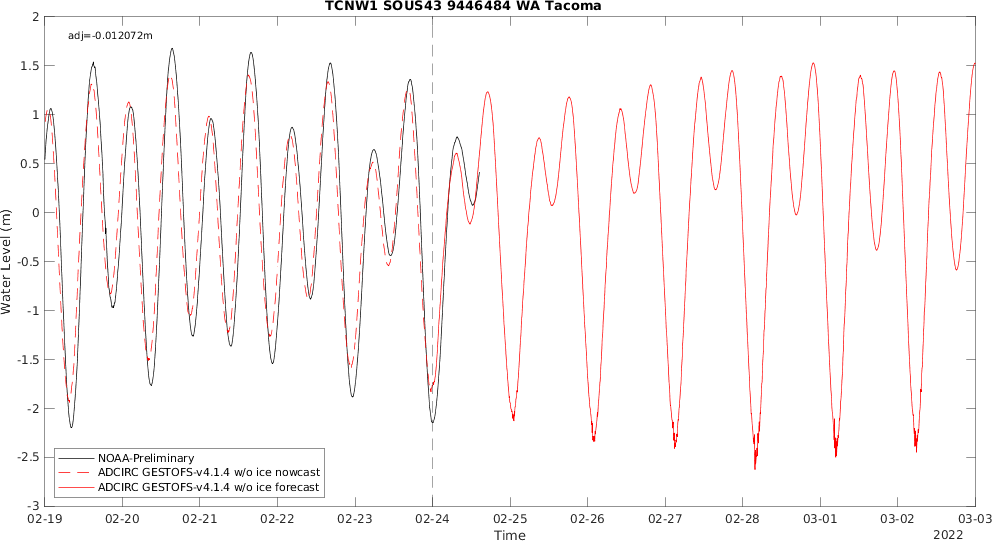 TCNW1 SOUS43 9446484 WA Tacoma
adj=-0.012072m
2
1.5
1
0.5
0
-0.5
-1
-1.5
-2
-2.5
-3
Water Level (m)
NOAA-Preliminary
ADCIRC GESTOFS-v4.1.4 w/o ice nowcast
ADCIRC GESTOFS-v4.1.4 w/o ice forecast
02-19 02-20 02-21 02-22 02-23 02-24 02-25 02-26 02-27 02-28 03-01 03-02 03-03
Time
2022